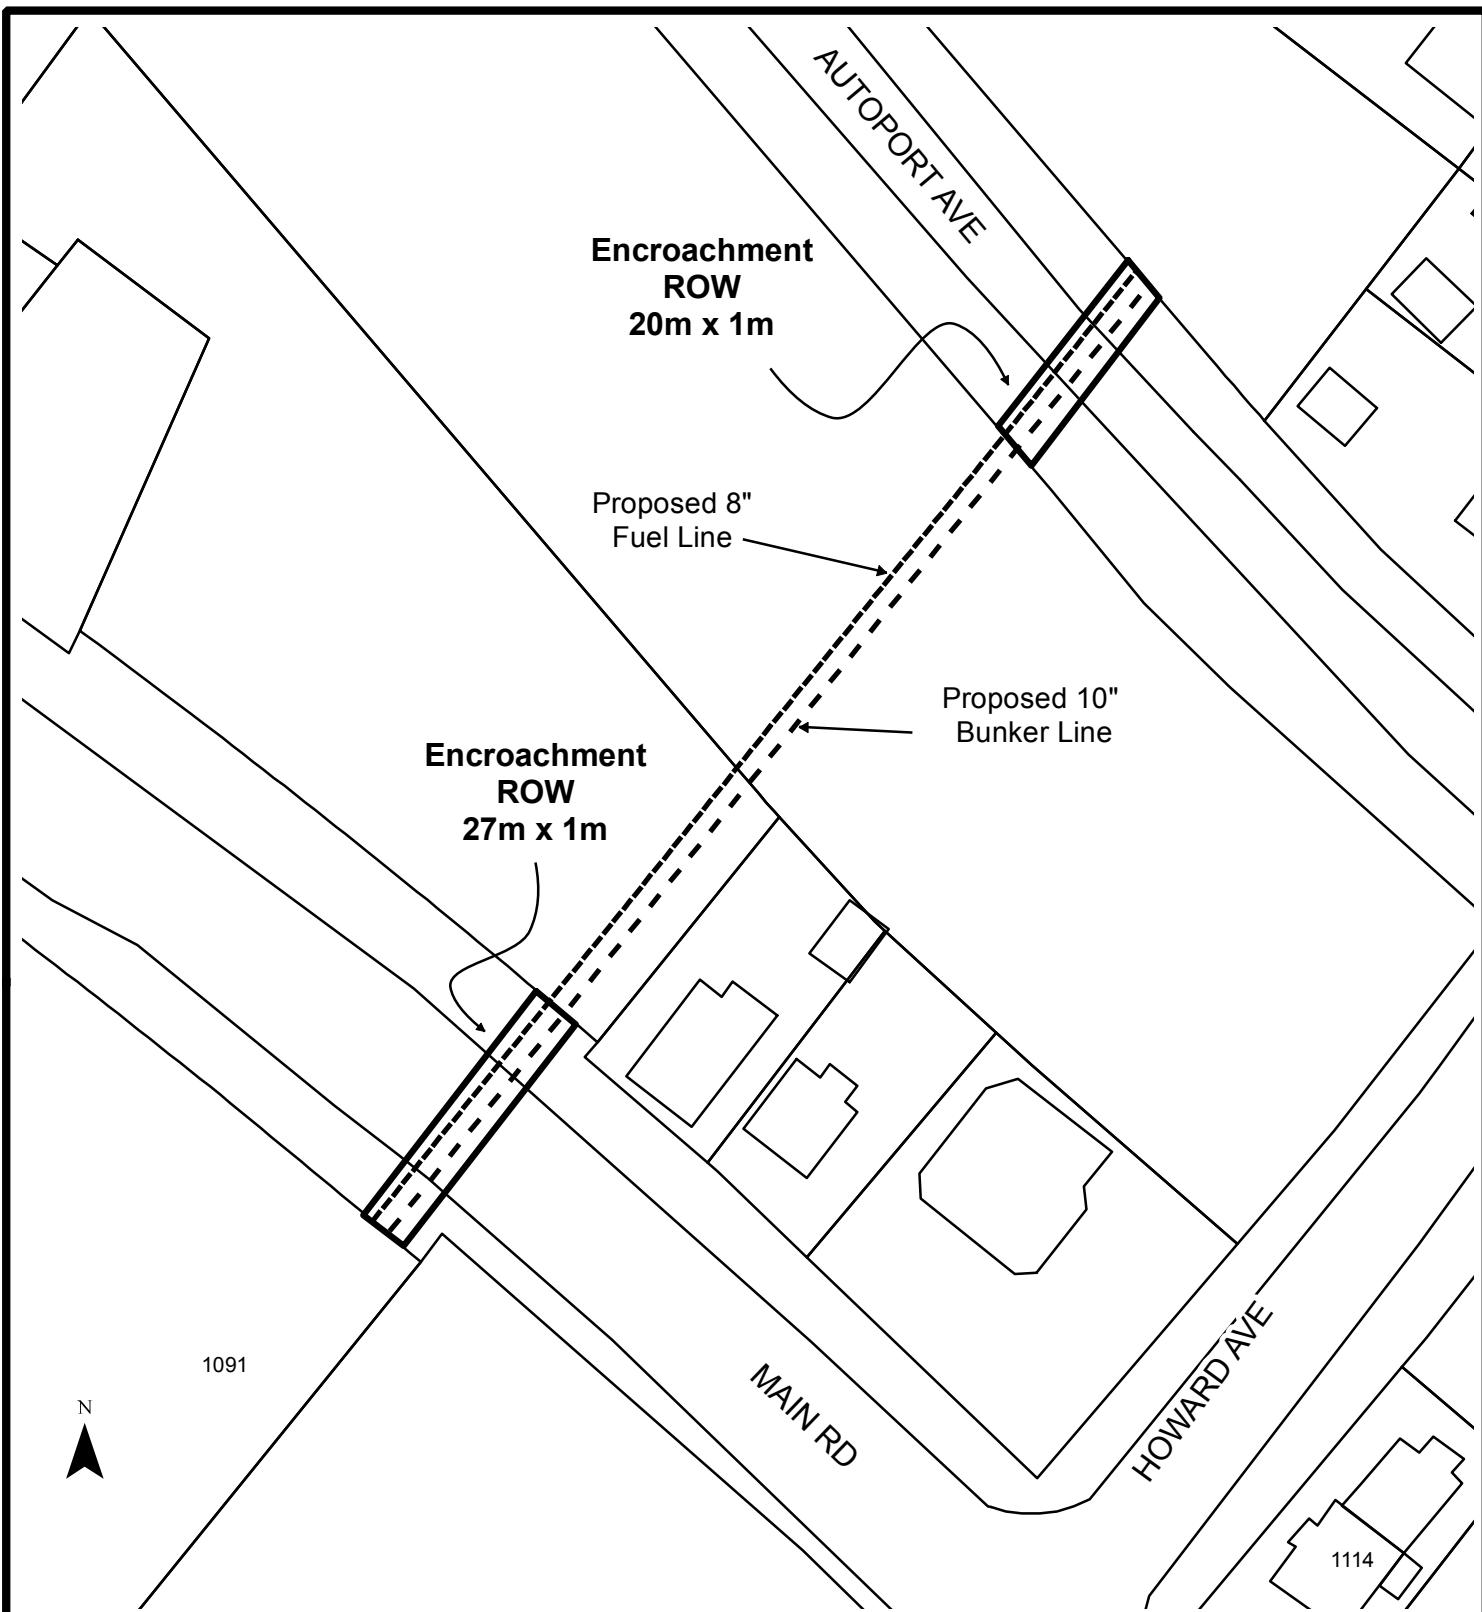 AUTOPORT AVE
Encroachment
ROW
20m x 1m
Proposed 8"
Fuel Line
Proposed 10"
Bunker Line
Encroachment
ROW
27m x 1m
1091
N
MAIN RD
HOWARD AVE
1114